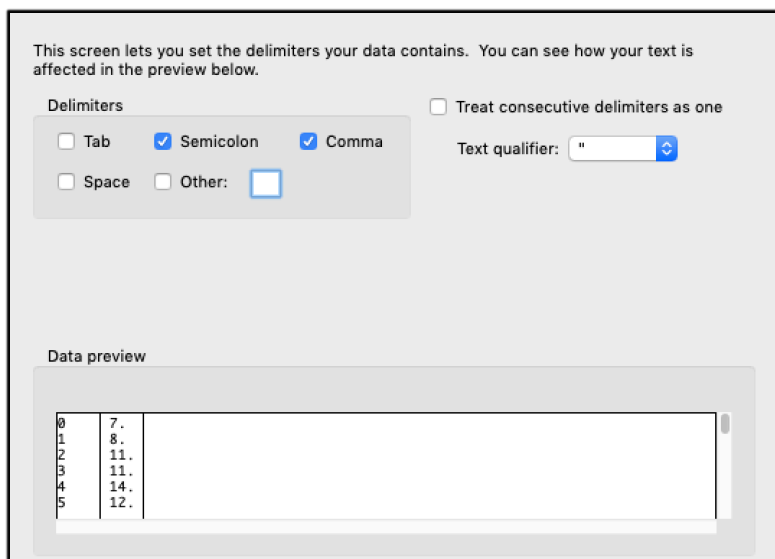 This screen lets you set the delimiters your data contains.  You can see how your text is
affected in the preview below.
Delimiters
Treat consecutive delimiters as one
Tab
Semicolon
Comma
Text qualifier: "
Space
Other:
Data preview
0 7.
1 8.
2 11.
3 11.
4 14.
5 12.